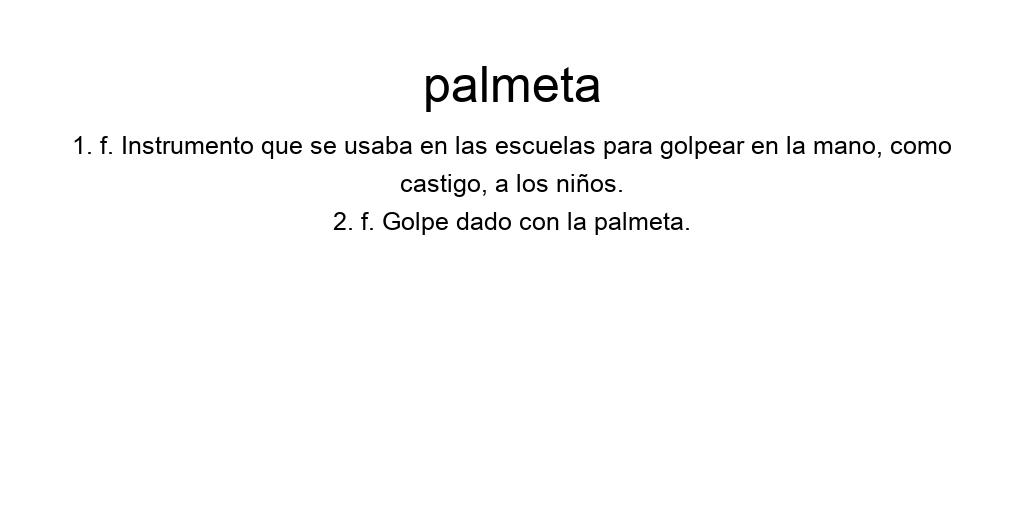 palmeta
1. f. Instrumento que se usaba en las escuelas para golpear en la mano, como
castigo, a los niños.
2. f. Golpe dado con la palmeta.